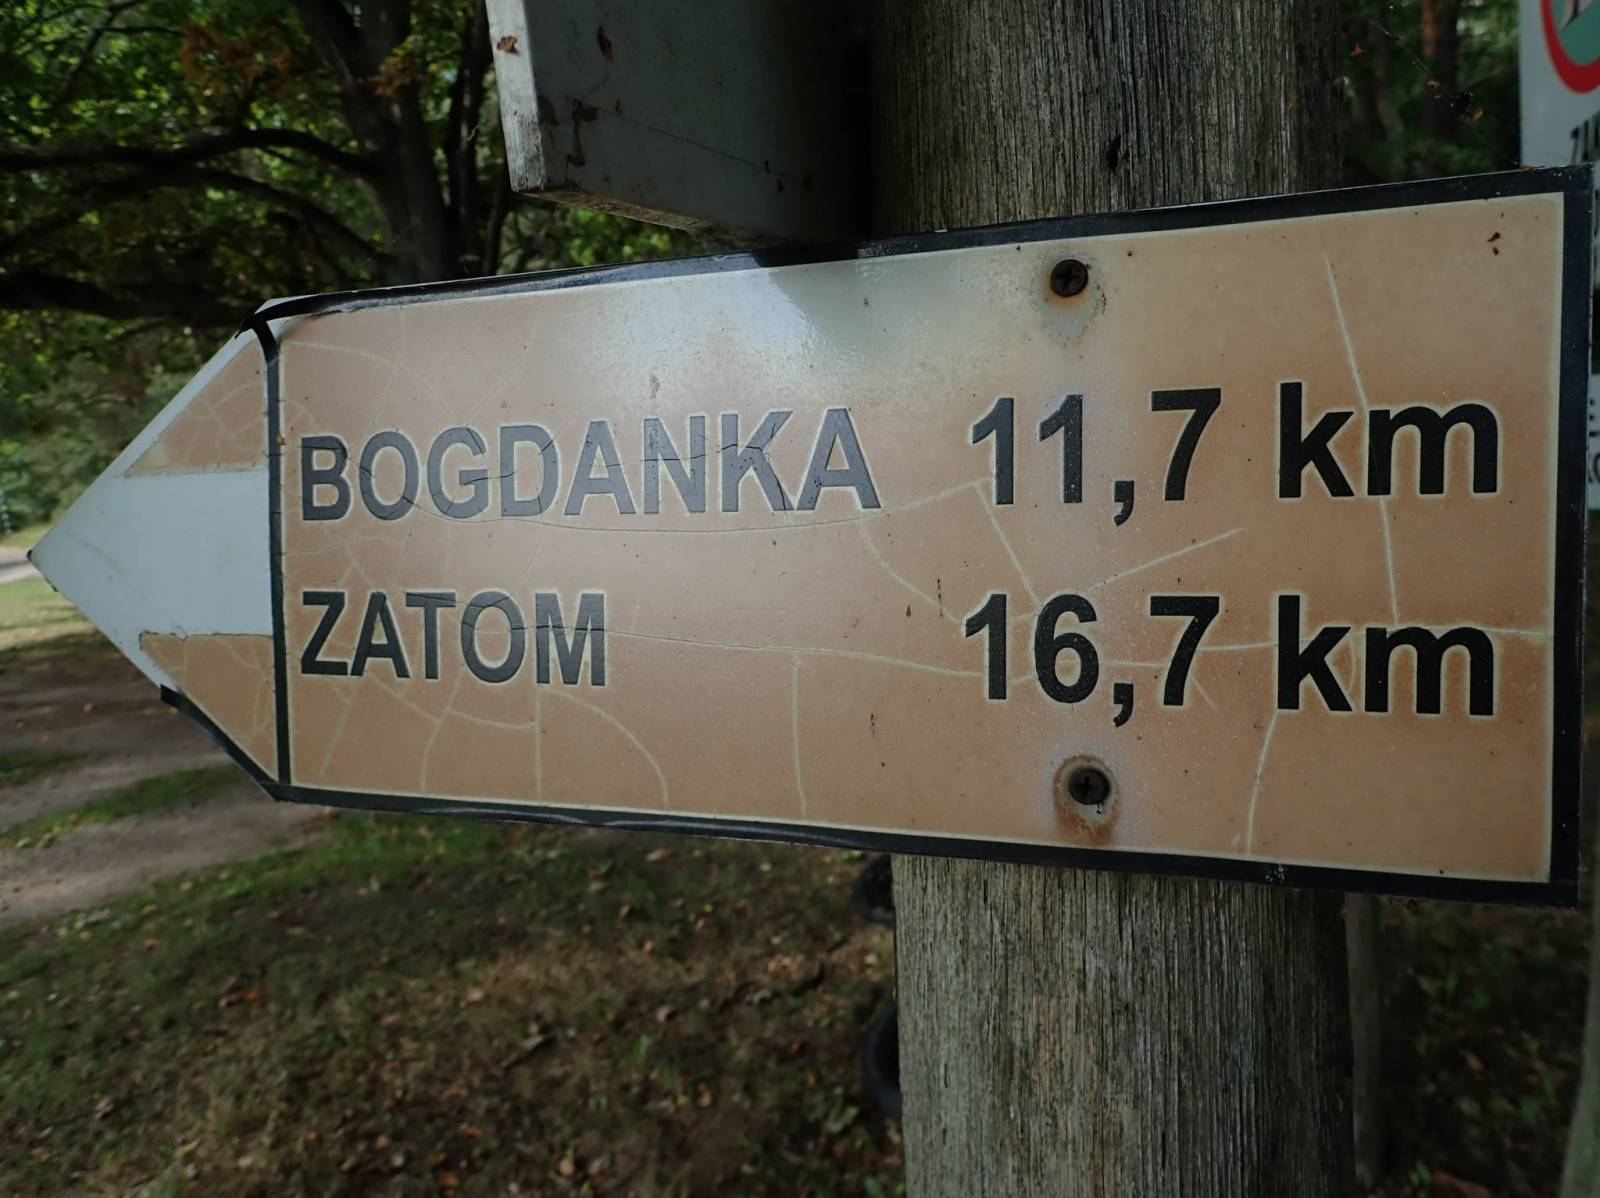 BOGDANKA 11,7 km
ZATOM 16,7 km